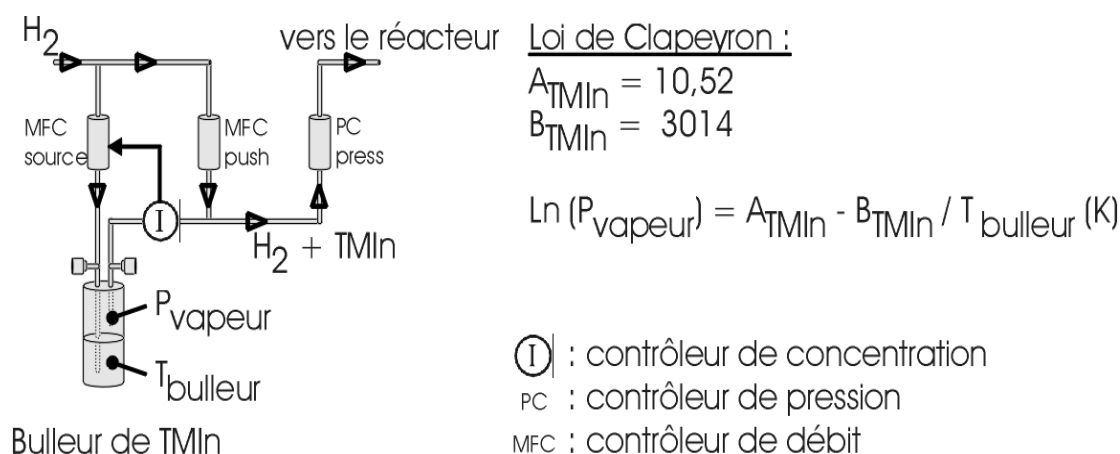 H2
vers le réacteur
MFC
source
MFC
push
PC
press
I
H2 + TMIn
Pvapeur
Tbulleur
Bulleur de TMIn
Loi de Clapeyron :
ATMIn = 10,52
BTMIn = 3014
Ln (Pvapeur) = ATMIn - BTMIn / T bulleur (K)
I : contrôleur de concentration
PC : contrôleur de pression
MFC : contrôleur de débit